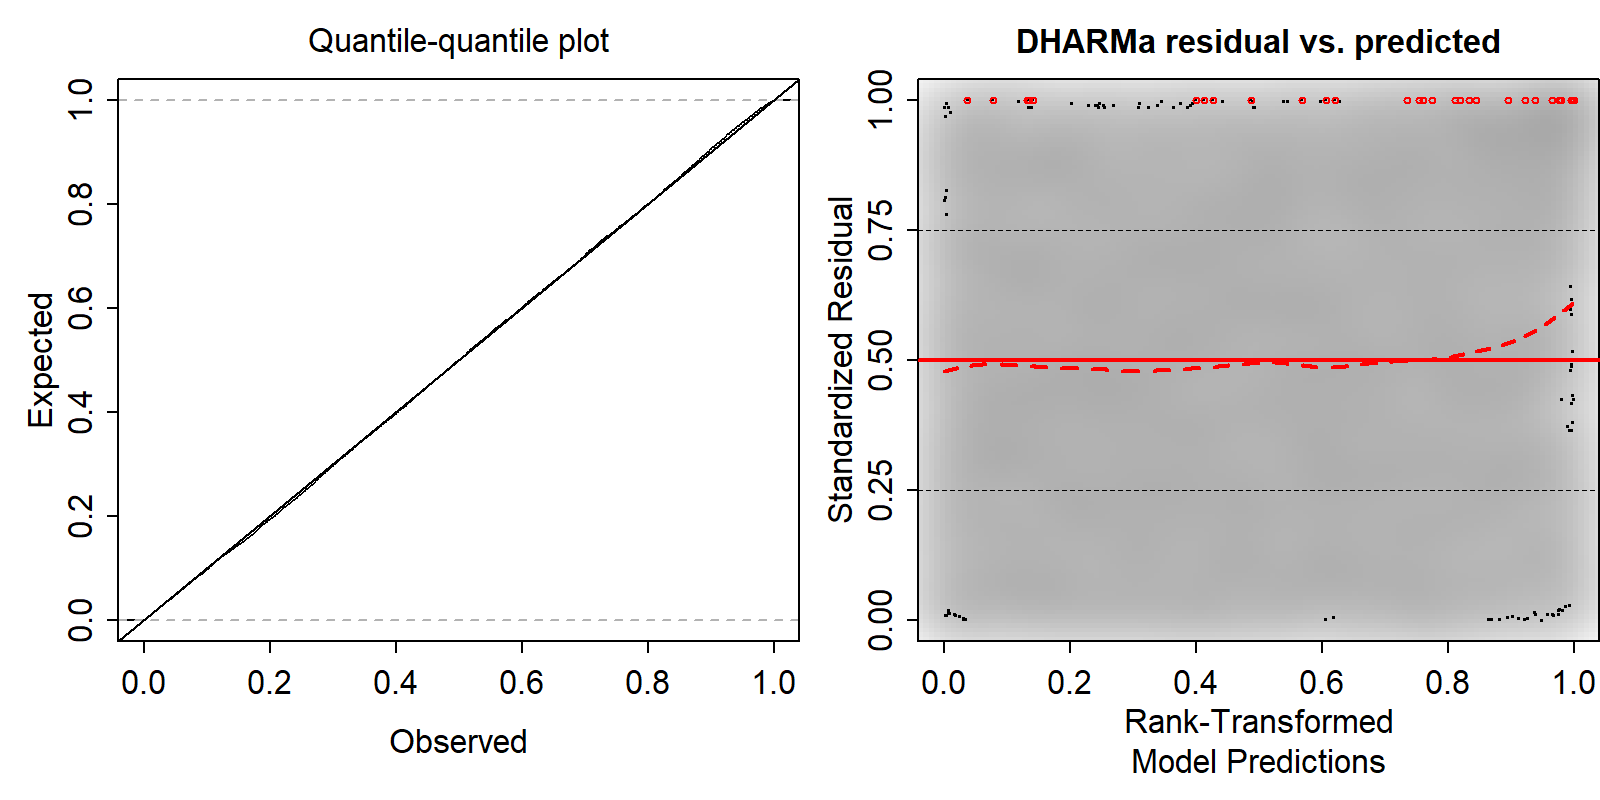 Quantile-quantile plot
Expected
0.0 0.2 0.4 0.6 0.8 1.0
0.0 0.2 0.4 0.6 0.8 1.0
Observed
DHARMa residual vs. predicted
Standardized Residual
0.00 0.25 0.50 0.75 1.00
0.0 0.2 0.4 0.6 0.8 1.0
Rank-Transformed
Model Predictions